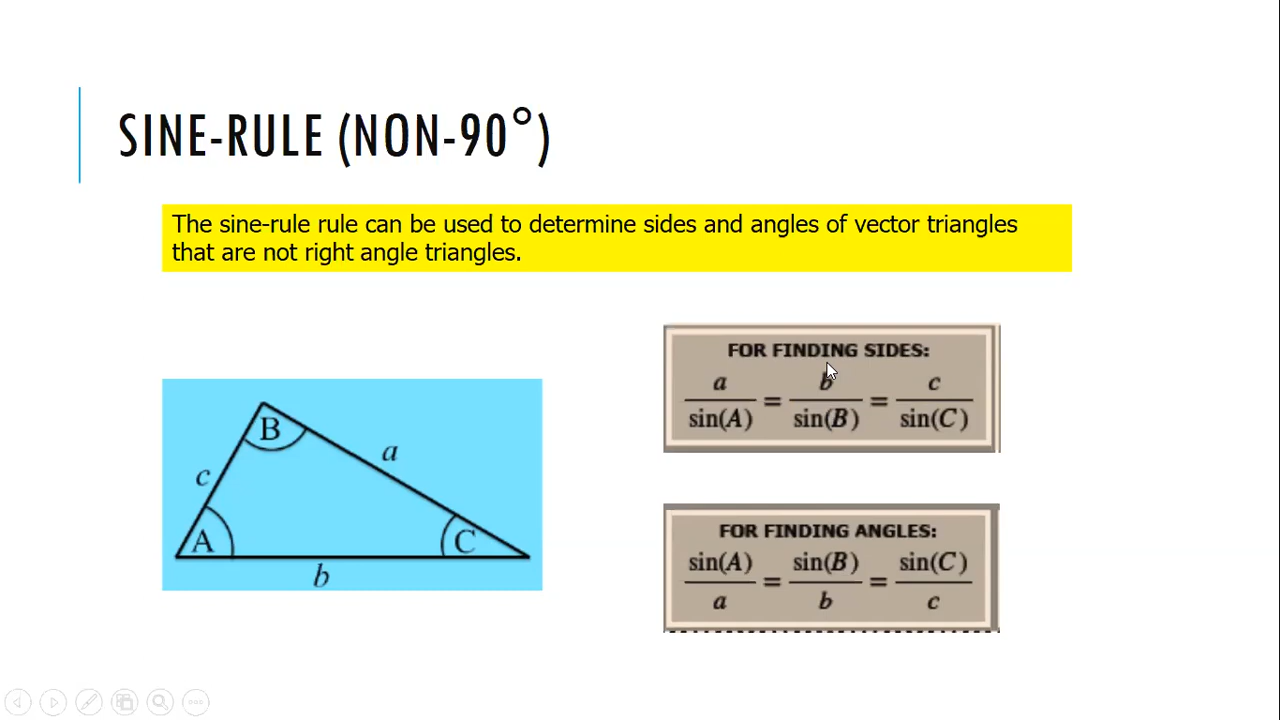 SINE-RULE (NON-90°)
The sine-rule rule can be used to determine sides and angles of vector triangles
that are not right angle triangles.
B
a
c
A
C
b
FOR FINDING SIDES:
a/sin(A) = b/sin(B) = c/sin(C)
FOR FINDING ANGLES:
sin(A)/a = sin(B)/b = sin(C)/c